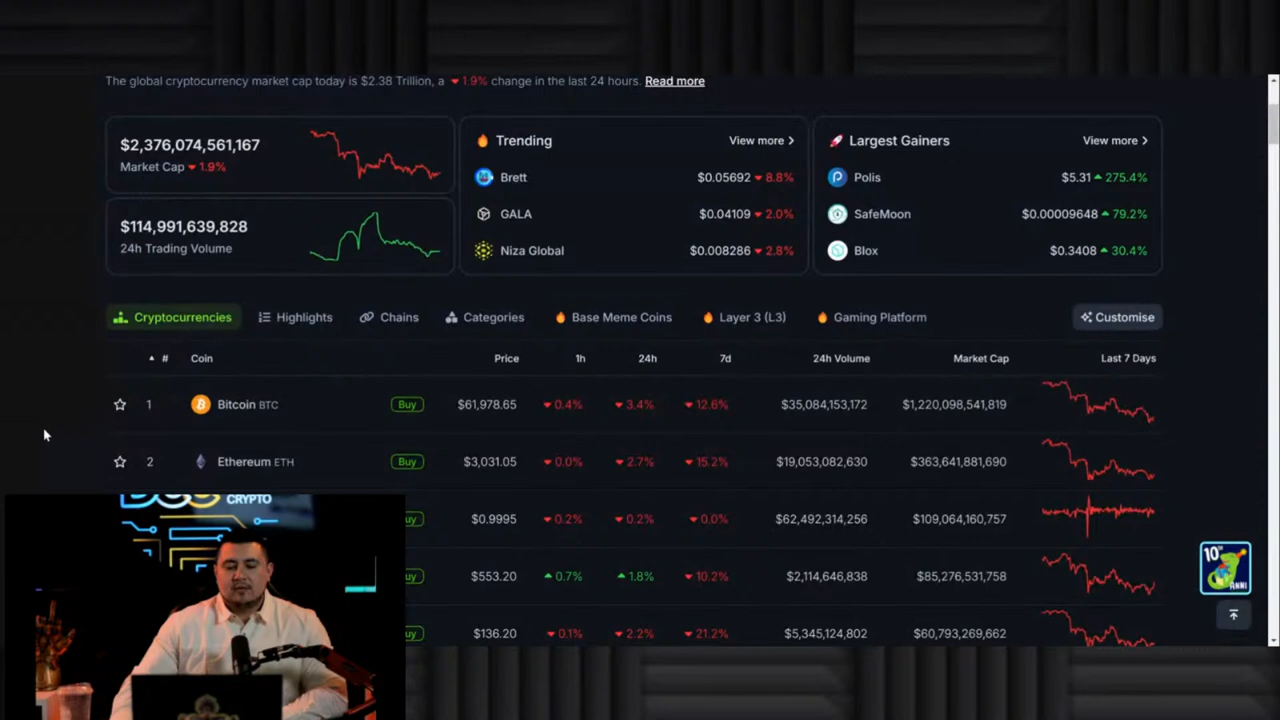 The global cryptocurrency market cap today is $2.38 Trillion, a 1.9% change in the last 24 hours. Read more
$2,376,074,561,167
Market Cap 1.9%
$114,991,639,828
24h Trading Volume
Trending View more
Brett $0.05692 8.8%
GALA $0.04109 2.0%
Niza Global $0.008286 2.8%
Largest Gainers View more
Polis $5.31 275.4%
SafeMoon $0.00009648 79.2%
Blox $0.3408 30.4%
Cryptocurrencies Highlights Chains Categories Base Meme Coins Layer 3 (L3) Gaming Platform Customise
# Coin Price 1h 24h 7d 24h Volume Market Cap Last 7 Days
1 Bitcoin BTC Buy $61,978.65 0.4% 3.4% 12.6% $35,084,153,172 $1,220,098,541,819
2 Ethereum ETH Buy $3,031.05 0.0% 2.7% 15.2% $19,053,082,630 $363,641,881,690
uy $0.9995 0.2% 0.2% 0.0% $62,492,314,256 $109,064,160,757
uy $553.20 0.7% 1.8% 10.2% $2,114,646,838 $85,276,531,758
uy $136.20 0.1% 2.2% 21.2% $5,345,124,802 $60,793,269,662
10th
ANNI
CRYPTO